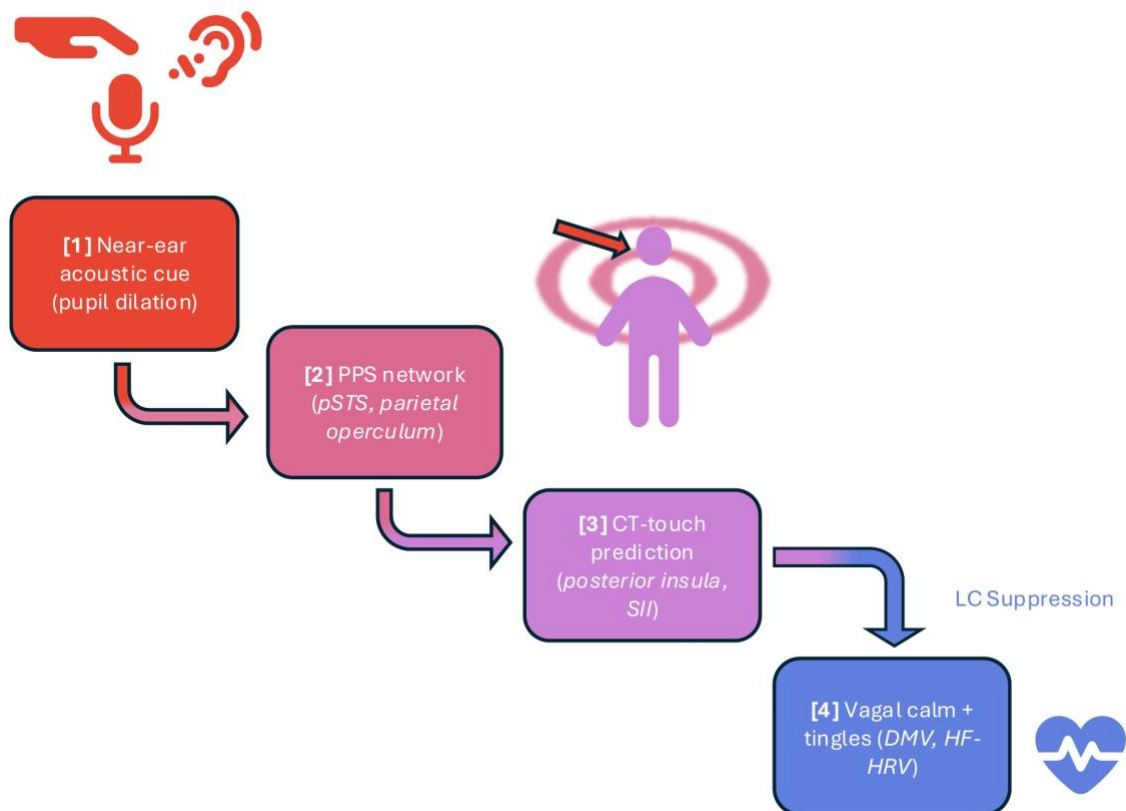 [1] Near-ear
acoustic cue
(pupil dilation)
[2] PPS network
(pSTS, parietal
operculum)
[3] CT-touch
prediction
(posterior insula,
SII)
LC Suppression
[4] Vagal calm +
tingles (DMV, HF-
HRV)